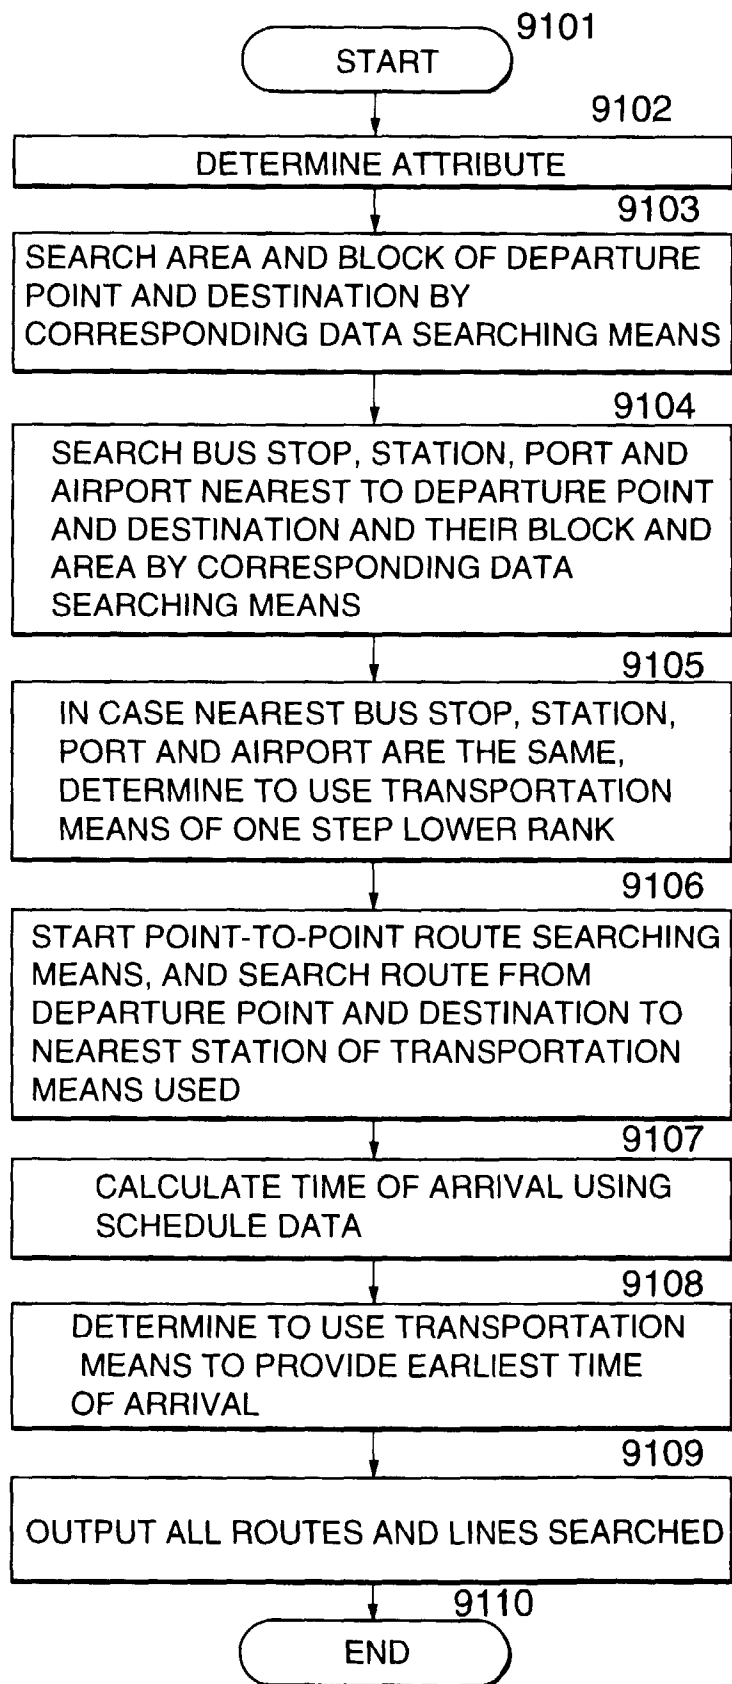 9101
START
9102
DETERMINE ATTRIBUTE
9103
SEARCH AREA AND BLOCK OF DEPARTURE
POINT AND DESTINATION BY
CORRESPONDING DATA SEARCHING MEANS
9104
SEARCH BUS STOP, STATION, PORT AND
AIRPORT NEAREST TO DEPARTURE POINT
AND DESTINATION AND THEIR BLOCK AND
AREA BY CORRESPONDING DATA
SEARCHING MEANS
9105
IN CASE NEAREST BUS STOP, STATION,
PORT AND AIRPORT ARE THE SAME,
DETERMINE TO USE TRANSPORTATION
MEANS OF ONE STEP LOWER RANK
9106
START POINT-TO-POINT ROUTE SEARCHING
MEANS, AND SEARCH ROUTE FROM
DEPARTURE POINT AND DESTINATION TO
NEAREST STATION OF TRANSPORTATION
MEANS USED
9107
CALCULATE TIME OF ARRIVAL USING
SCHEDULE DATA
9108
DETERMINE TO USE TRANSPORTATION
MEANS TO PROVIDE EARLIEST TIME
OF ARRIVAL
9109
OUTPUT ALL ROUTES AND LINES SEARCHED
9110
END